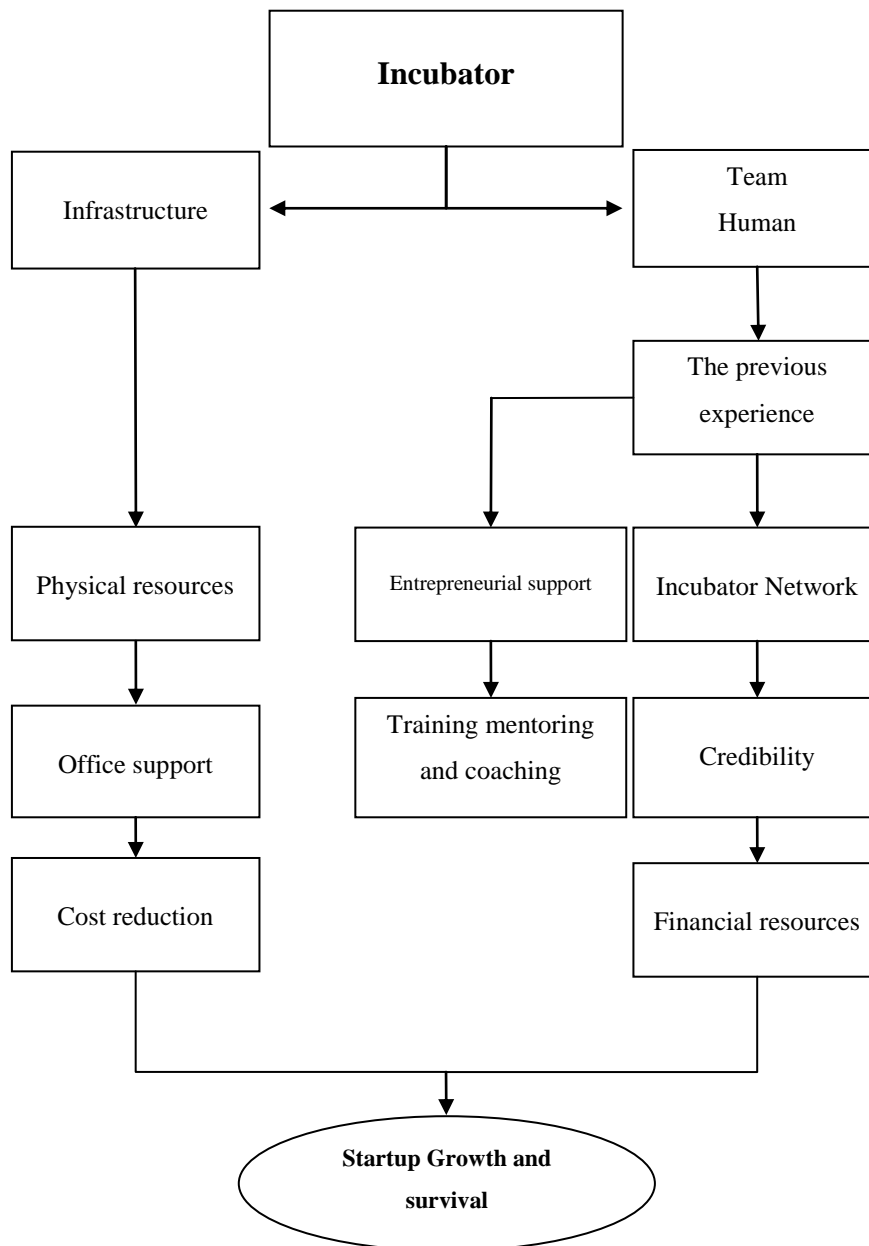 Incubator
Infrastructure
Team
Human
The previous
experience
Physical resources
Entrepreneurial support
Incubator Network
Office support
Training mentoring
and coaching
Credibility
Cost reduction
Financial resources
Startup Growth and
survival